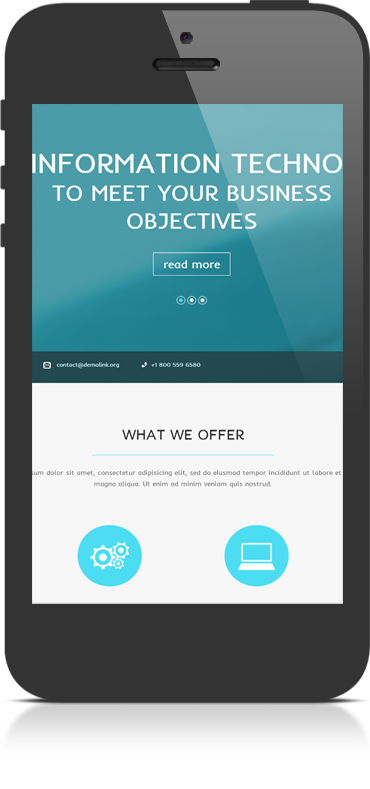 INFORMATION TECHNO
TO MEET YOUR BUSINESS
OBJECTIVES
read more
contact@demolink.org +1 800 559 6580
WHAT WE OFFER
sum dolor sit amet, consectetur adipisicing elit, sed do eiusmod tempor incididunt ut labore et
magna aliqua. Ut enim ad minim veniam quis nostrud.